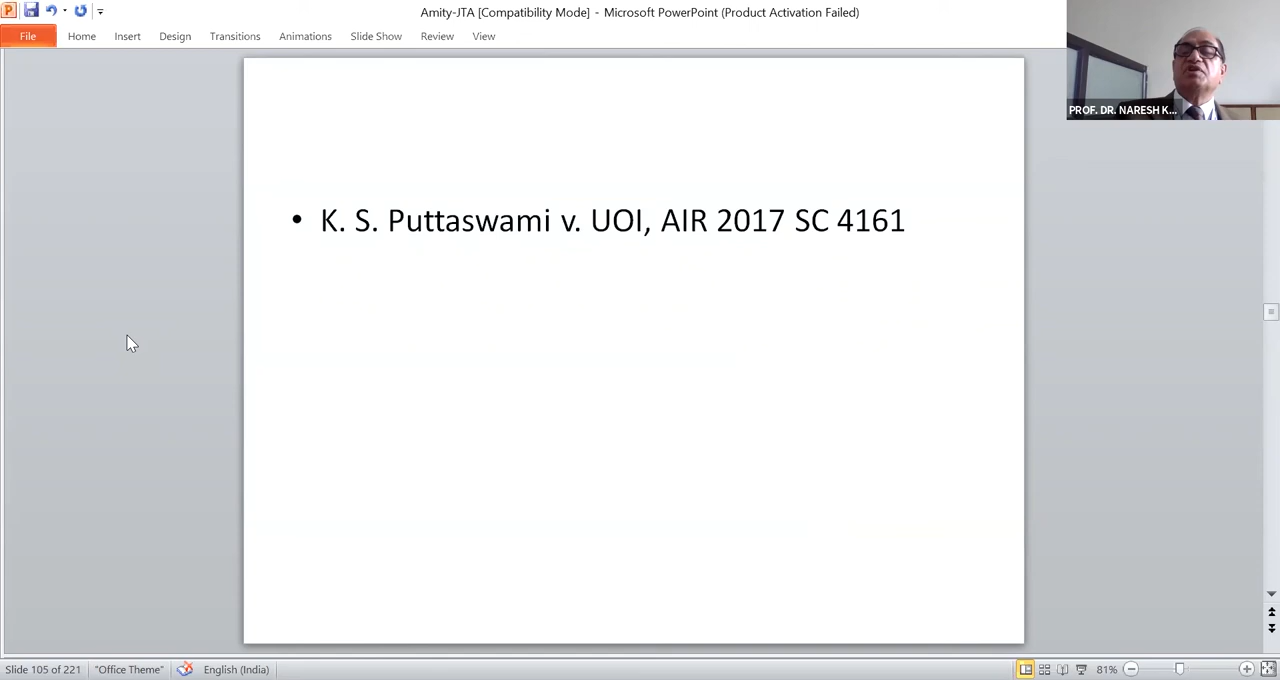 Amity-JTA [Compatibility Mode] - Microsoft PowerPoint (Product Activation Failed)
File Home Insert Design Transitions Animations Slide Show Review View
PROF. DR. NARESH K...
• K. S. Puttaswami v. UOI, AIR 2017 SC 4161
Slide 105 of 221 "Office Theme" English (India) 81%